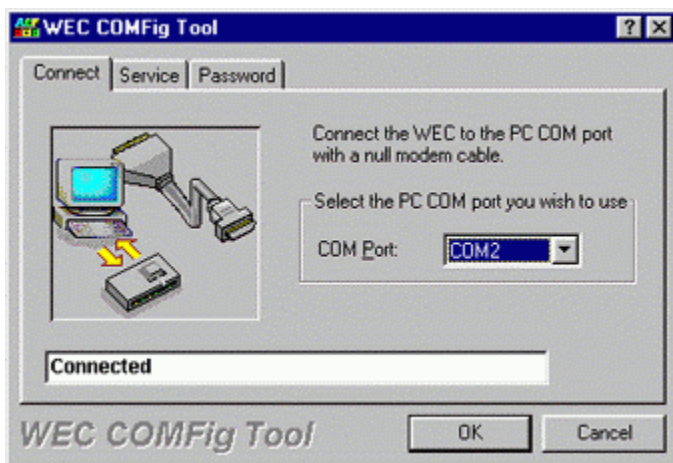 WEC COMFig Tool
Connect Service Password
Connect the WEC to the PC COM port
with a null modem cable.
Select the PC COM port you wish to use
COM Port: COM2
Connected
WEC COMFig Tool OK Cancel